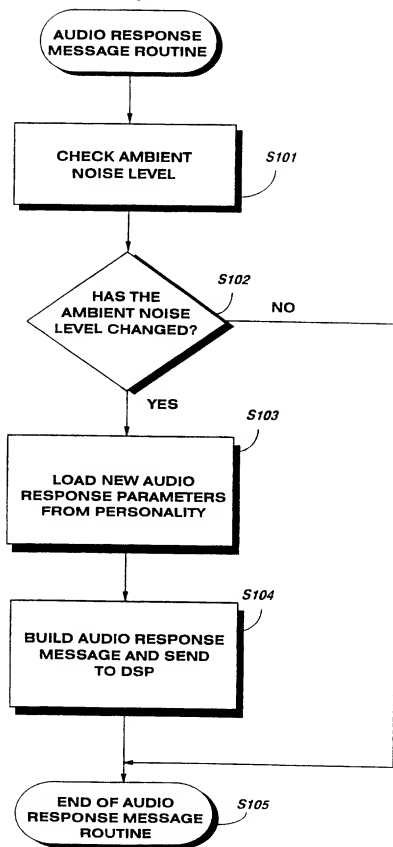 AUDIO RESPONSE
MESSAGE ROUTINE
CHECK AMBIENT
NOISE LEVEL
S101
S102
HAS THE
AMBIENT NOISE
LEVEL CHANGED?
NO
YES
S103
LOAD NEW AUDIO
RESPONSE PARAMETERS
FROM PERSONALITY
S104
BUILD AUDIO RESPONSE
MESSAGE AND SEND
TO DSP
END OF AUDIO
RESPONSE MESSAGE
ROUTINE
S105